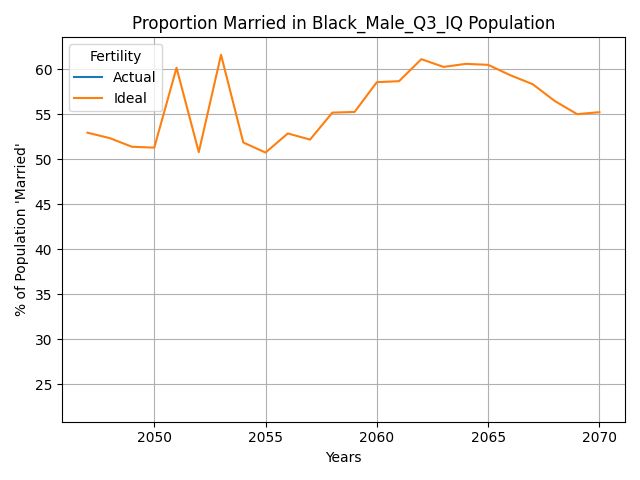 Proportion Married in Black_Male_Q3_IQ Population
Fertility
Actual
Ideal
60
55
50
45
40
35
30
25
% of Population 'Married'
2050 2055 2060 2065 2070
Years